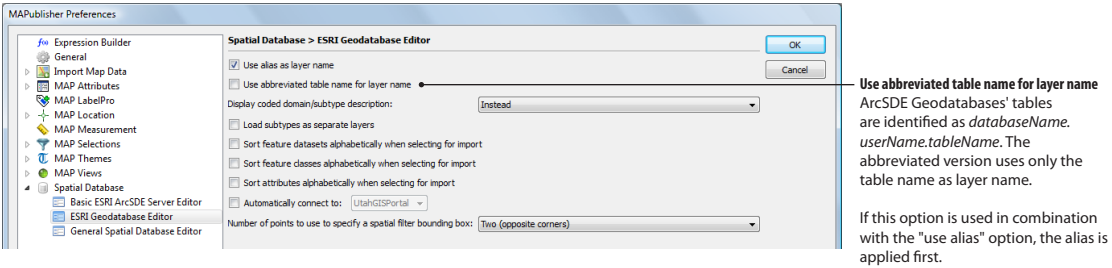 MAPublisher Preferences
Expression Builder
General
Import Map Data
MAP Attributes
MAP LabelPro
MAP Location
MAP Measurement
MAP Selections
MAP Themes
MAP Views
Spatial Database
Basic ESRI ArcSDE Server Editor
ESRI Geodatabase Editor
General Spatial Database Editor
Spatial Database > ESRI Geodatabase Editor
Use alias as layer name
Use abbreviated table name for layer name
Display coded domain/subtype description: Instead
Load subtypes as separate layers
Sort feature datasets alphabetically when selecting for import
Sort feature classes alphabetically when selecting for import
Sort attributes alphabetically when selecting for import
Automatically connect to: UtahGISPortal
Number of points to use to specify a spatial filter bounding box: Two (opposite corners)
OK
Cancel
Use abbreviated table name for layer name
ArcSDE Geodatabases' tables
are identified as databaseName.
userName.tableName. The
abbreviated version uses only the
table name as layer name.
If this option is used in combination
with the "use alias" option, the alias is
applied first.